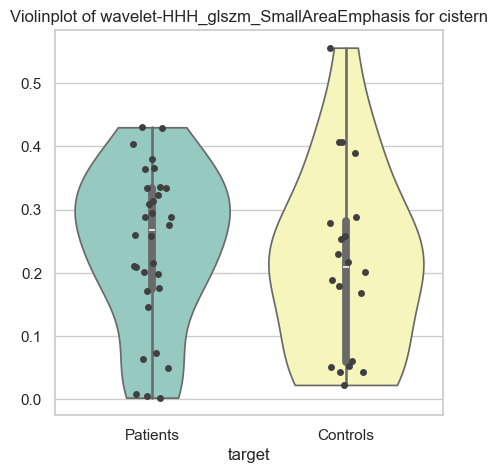 Violinplot of wavelet-HHH_glszm_SmallAreaEmphasis for cistern
0.5
0.4
0.3
0.2
0.1
0.0
Patients Controls
target